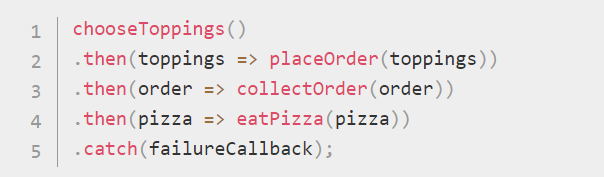 1 chooseToppings()
2 .then(toppings => placeOrder(toppings))
3 .then(order => collectOrder(order))
4 .then(pizza => eatPizza(pizza))
5 .catch(failureCallback);